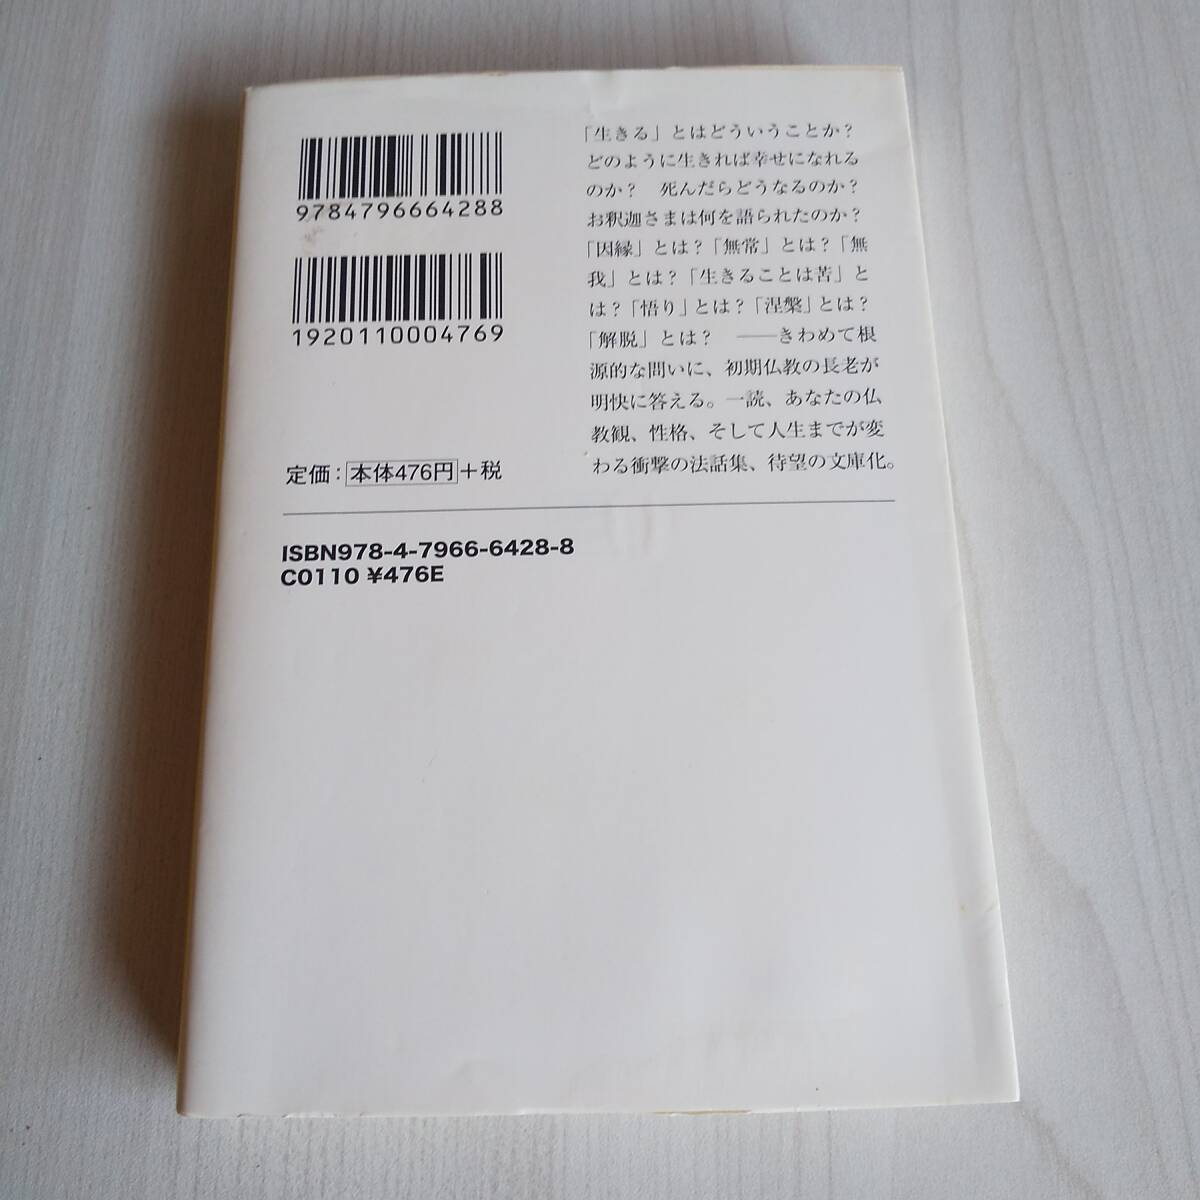 9784796664288
1920110004769
定価：本体476円＋税
「生きる」とはどういうことか？
どのように生きれば幸せになれる
のか？　死んだらどうなるのか？
お釈迦さまは何を語られたのか？
「因縁」とは？「無常」とは？「無
我」とは？「生きることは苦」と
は？「悟り」とは？「涅槃」とは？
「解脱」とは？　――きわめて根
源的な問いに、初期仏教の長老が
明快に答える。一読、あなたの仏
教観、性格、そして人生までが変
わる衝撃の法話集、待望の文庫化。
ISBN978-4-7966-6428-8
C0110 ¥476E